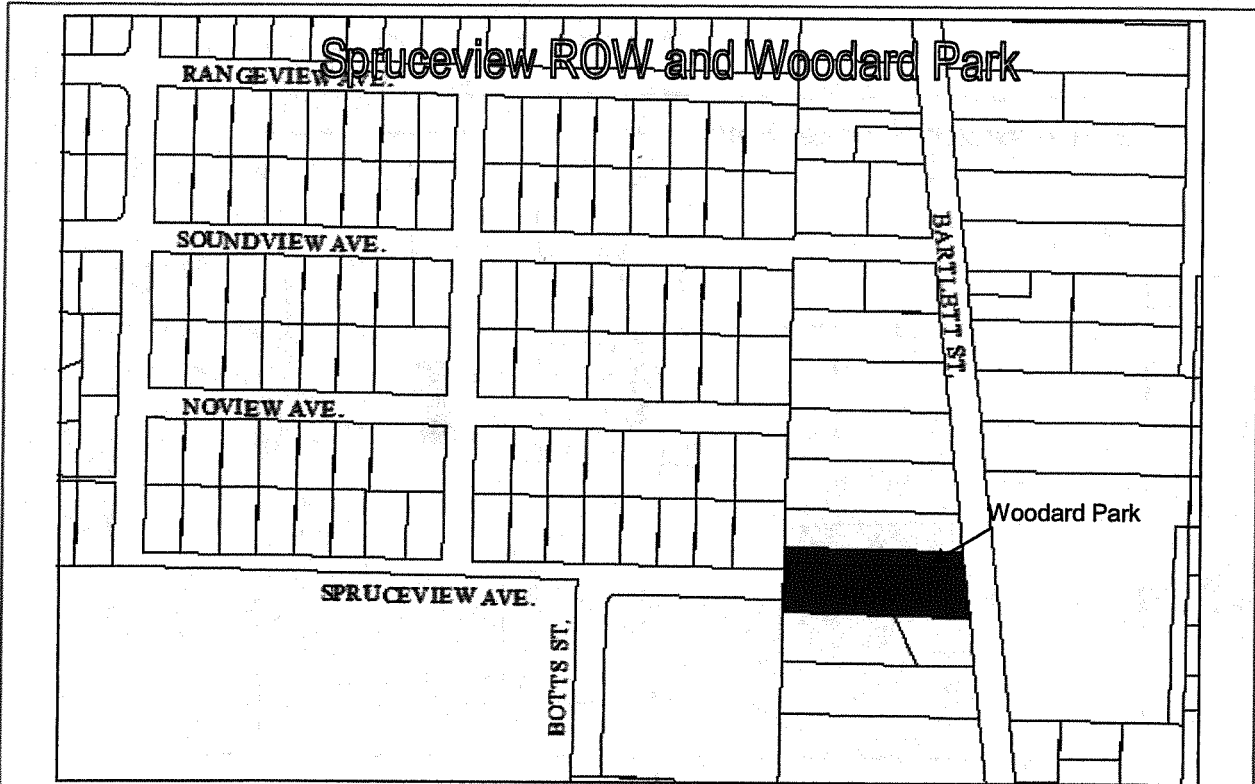 Spruceview ROW and Woodard Park
RANGEVIEW AVE.
SOUNDVIEW AVE.
BARTLETT ST.
NOVIEW AVE.
Woodard Park
SPRUCEVIEW AVE.
BOTTS ST.